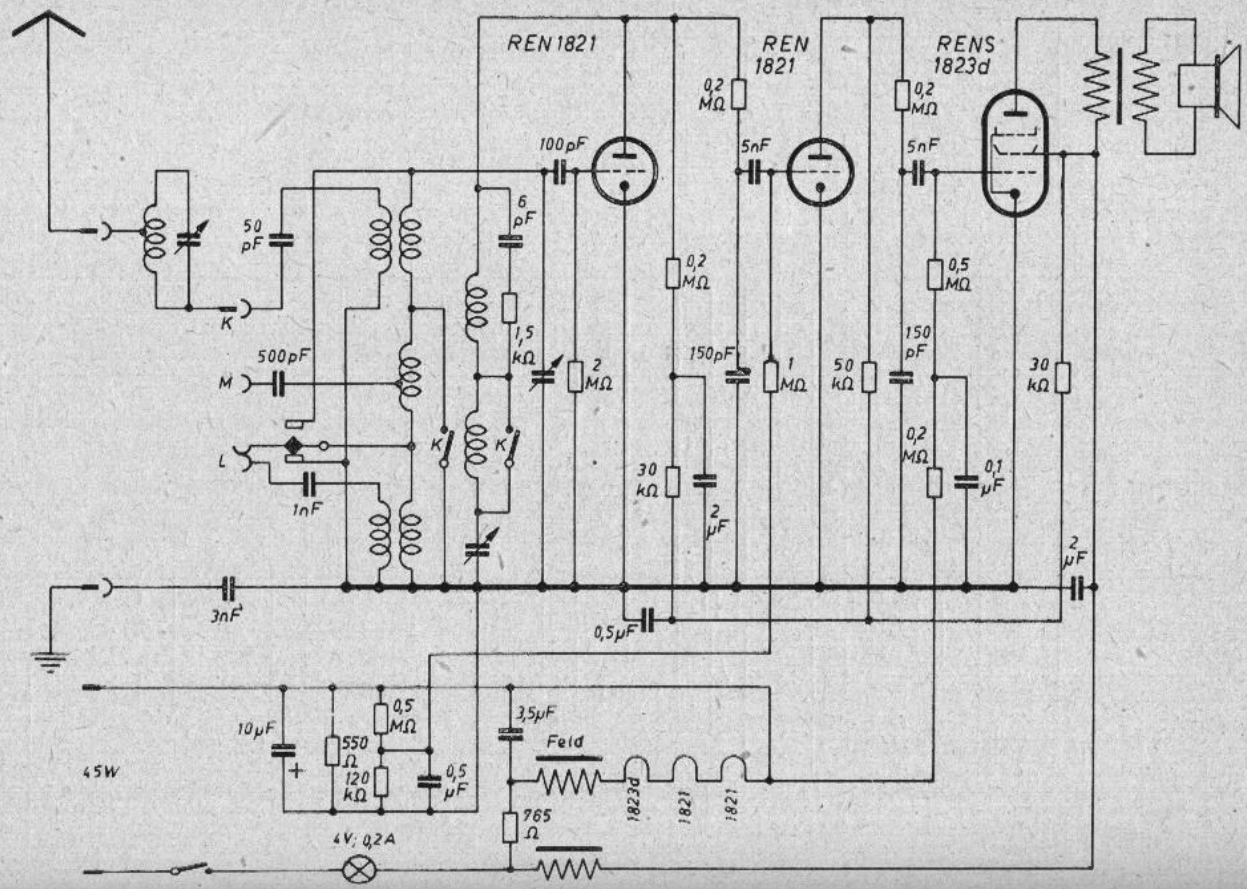 REN 1821
REN
1821
RENS
1823d
0,2
MΩ
0,2
MΩ
100pF
5nF
5nF
6
pF
50
pF
K
0,2
MΩ
0,5
MΩ
500pF
1,5
kΩ
150pF
150
pF
M
2
MΩ
1
MΩ
50
kΩ
30
kΩ
K
K
L
1nF
30
kΩ
0,2
MΩ
0,1
µF
2
µF
2
µF
3nF
0,5µF
10µF
+
550
Ω
0,5
MΩ
3,5µF
Feld
45W
120
kΩ
0,5
µF
1823d
1821
1821
765
Ω
4V; 0,2A